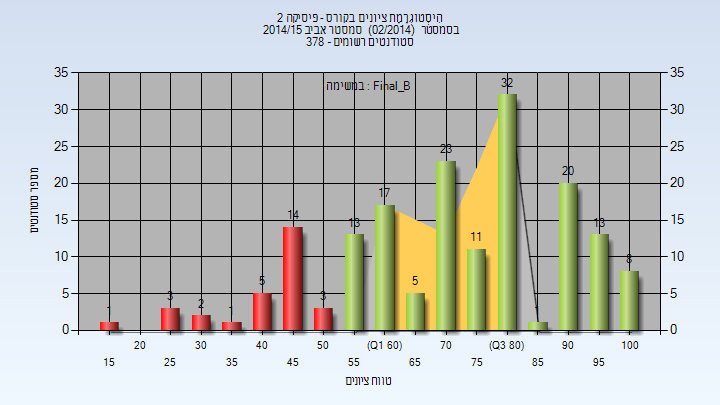 היסטוגרמת ציונים בקורס - פיסיקה 2
בסמסטר (02/2014) סמסטר אביב 2014/15
סטודנטים רשומים - 378
במשימה : Final_B
מספר סטודנטים
35 30 25 20 15 10 5 0
35 30 25 20 15 10 5 0
1 3 2 1 5 14 3 13 17 5 23 11 32 1 20 13 8
20 30 40 50 (Q1 60) 70 (Q3 80) 90 100
15 25 35 45 55 65 75 85 95
טווח ציונים